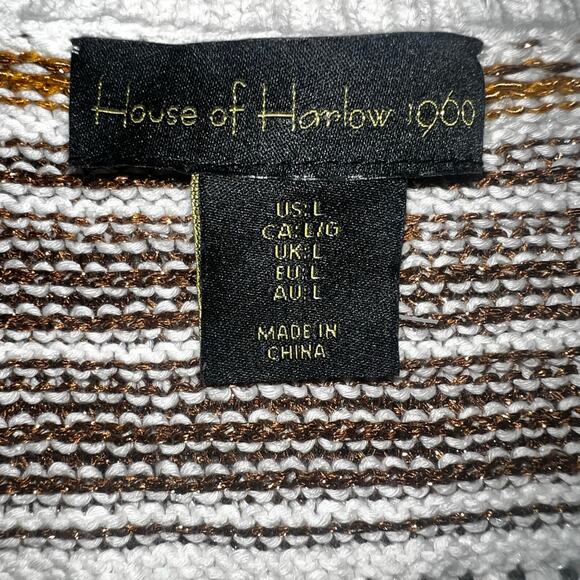 House of Harlow 1960
US: L
CA: L/G
UK: L
EU: L
AU: L
MADE IN
CHINA